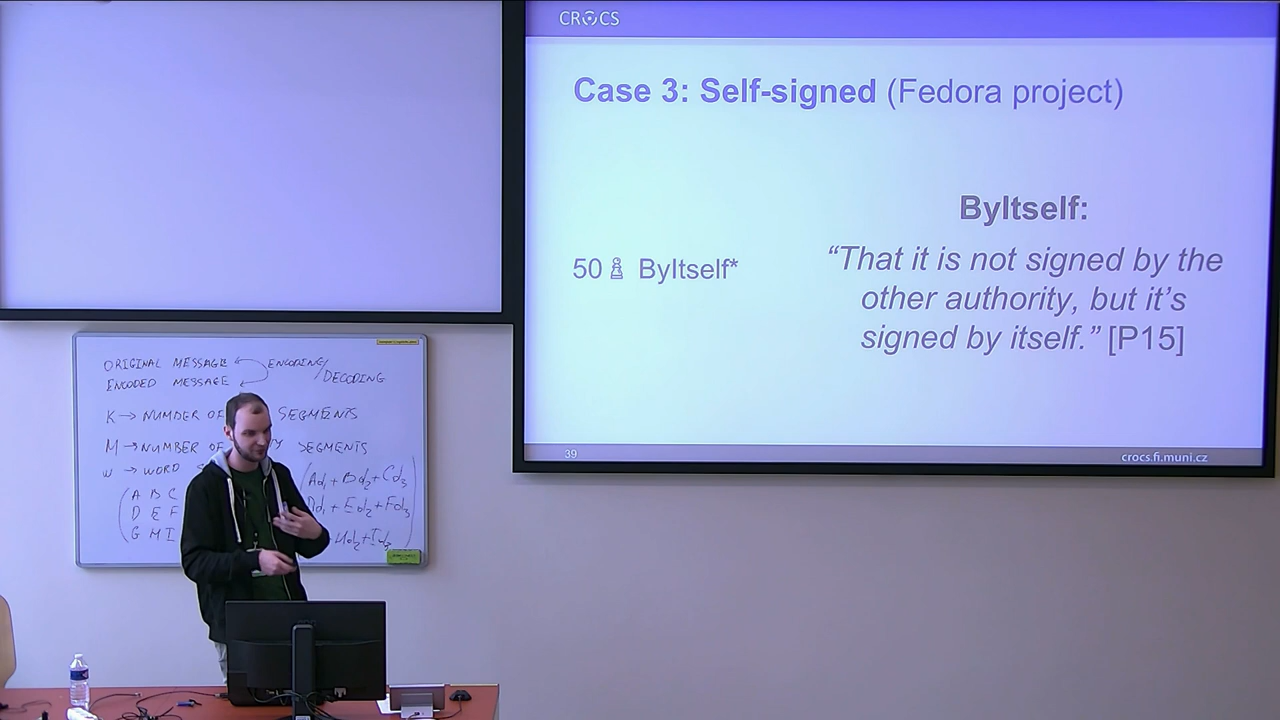 CROCS
Case 3: Self-signed (Fedora project)
ByItself:
50 ByItself*
“That it is not signed by the
other authority, but it’s
signed by itself.” [P15]
39
crocs.fi.muni.cz
ORIGINAL MESSAGE
ENCODING/
DECODING
ENCODED MESSAGE
K → NUMBER OF SEGMENTS
M → NUMBER OF SEGMENTS
W → WORD
A B C
D E F
G H I
Ad1 + Bd2 + Cd3
Dd1 + Ed2 + Fd3
+ Hd2 + Id3